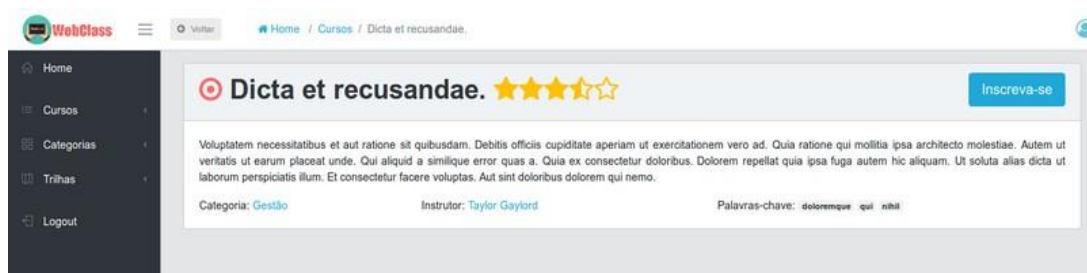 WebClass
Voltar
Home / Cursos / Dicta et recusandae.
Home
Cursos
Categorias
Trilhas
Logout
Dicta et recusandae.
Inscreva-se
Voluptatem necessitatibus et aut ratione sit quibusdam. Debitis officiis cupiditate aperiam ut exercitationem vero ad. Quia ratione qui mollitia ipsa architecto molestiae. Autem ut
veritatis ut earum placeat unde. Qui aliquid a similique error quas a. Quia ex consectetur doloribus. Dolorem repellat quia ipsa fuga autem hic aliquam. Ut soluta alias dicta ut
laborum perspiciatis illum. Et consectetur facere voluptas. Aut sint doloribus dolorem qui nemo.
Categoria: Gestão Instrutor: Taylor Gaylord Palavras-chave: doloremque qui nihil